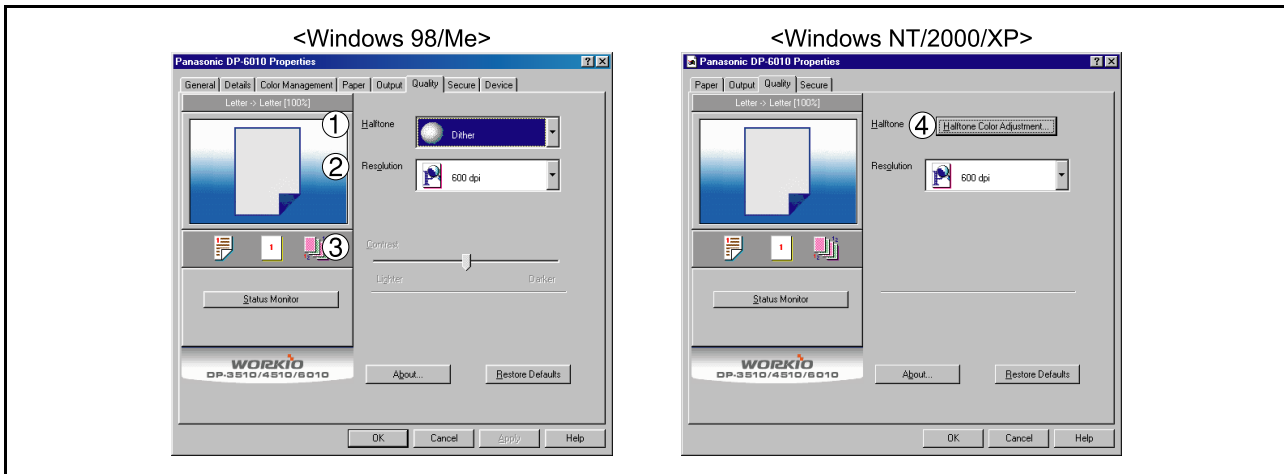 <Windows 98/Me>
Panasonic DP-6010 Properties
General Details Color Management Paper Output Quality Secure Device
Letter -> Letter [100%]
① Halftone
Dither
② Resolution
600 dpi
1
③ Contrast
Lighter Darker
Status Monitor
WORKIO
DP-3510/4510/6010
About... Restore Defaults
OK Cancel Apply Help
<Windows NT/2000/XP>
Panasonic DP-6010 Properties
Paper Output Quality Secure
Letter -> Letter [100%]
Halftone ④ Halftone Color Adjustment...
Resolution
600 dpi
1
Status Monitor
WORKIO
DP-3510/4510/6010
About... Restore Defaults
OK Cancel Help